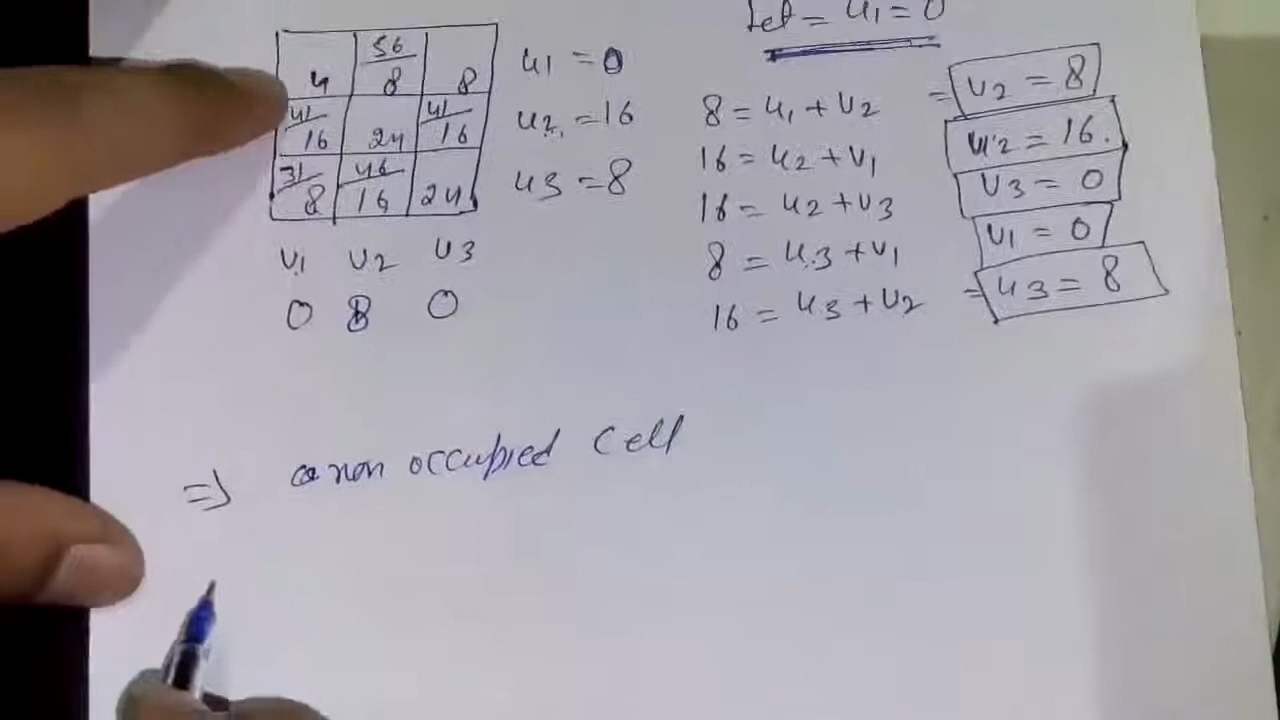 Let = u1 = 0
56
4 8 8
41 41
16 24 16
31 46
8 16 24
u1 = 0
u2 = 16
u3 = 8
v1 v2 v3
0 8 0
8 = u1 + v2 = v2 = 8
16 = u2 + v1 u2 = 16.
16 = u2 + v3 v3 = 0
8 = u3 + v1 v1 = 0
16 = u3 + v2 = u3 = 8
=> non occupied cell